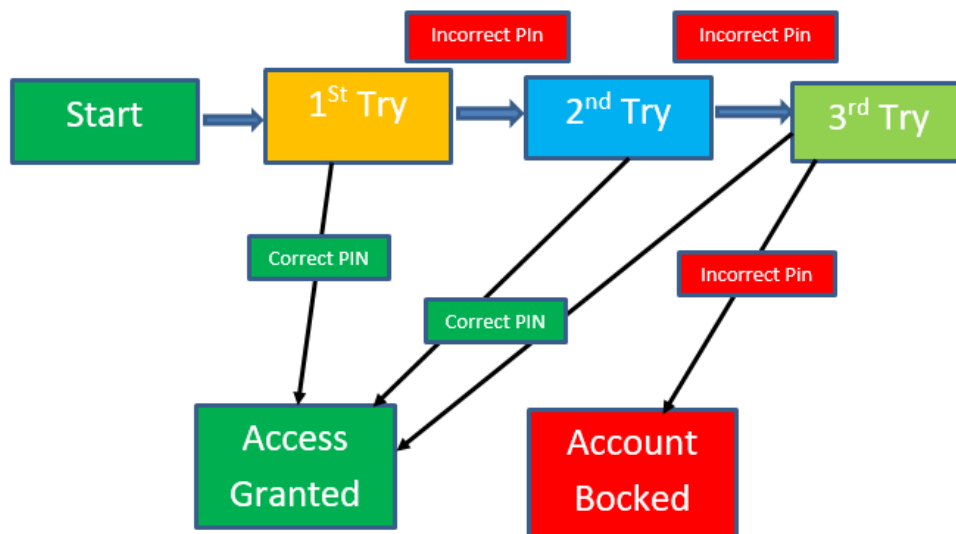 Incorrect PIn
Incorrect Pin
Start
1St Try
2nd Try
3rd Try
Correct PIN
Incorrect Pin
Correct PIN
Access
Granted
Account
Bocked